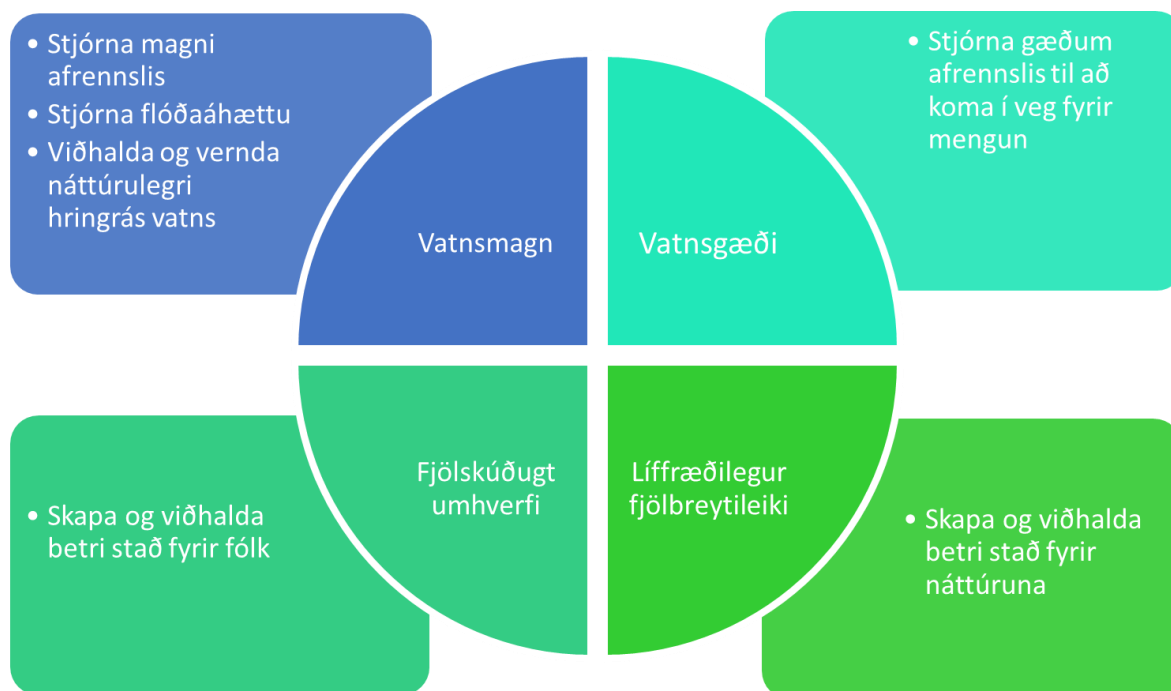 • Stjórna magni
afrennslis
• Stjórna flóðaáhættu
• Viðhalda og vernda
náttúrulegri
hringrás vatns
• Stjórna gæðum
afrennslis til að
koma í veg fyrir
mengun
Vatnsmagn
Vatnsgæði
Fjölskúðugt
umhverfi
Líffræðilegur
fjölbreytileiki
• Skapa og viðhalda
betri stað fyrir fólk
• Skapa og viðhalda
betri stað fyrir
náttúruna